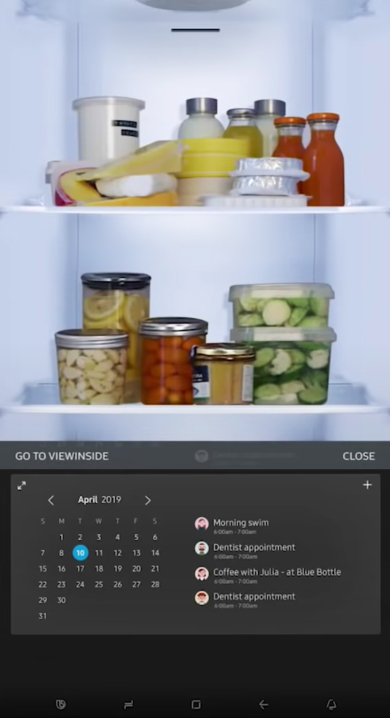 GO TO VIEWINSIDE
CLOSE
April 2019
S M T W T F S
1 2 3 4 5 6
7 8 10 11 12 13 14
15 16 17 18 19 20 21
22 23 24 25 26 27 28
29 30
31
Morning swim
6:00am - 7:00am
Dentist appointment
6:00am - 7:00am
Coffee with Julia - at Blue Bottle
6:00am - 7:00am
Dentist appointment
6:00am - 7:00am